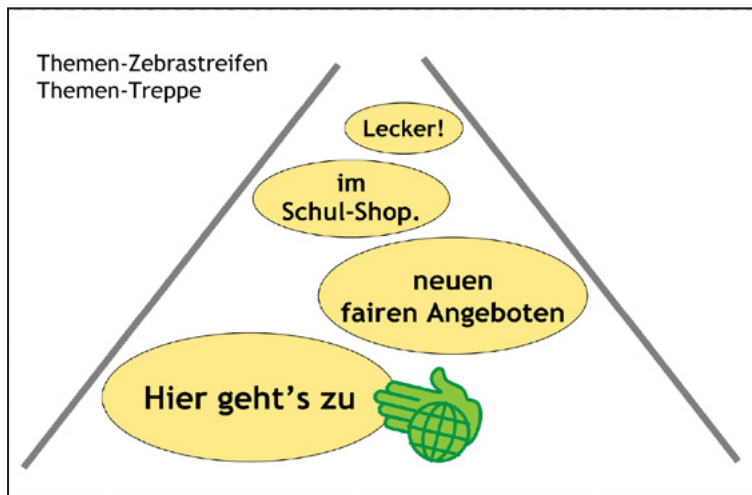 Themen-Zebrastreifen
Themen-Treppe
Lecker!
im
Schul-Shop.
neuen
fairen Angeboten
Hier geht's zu